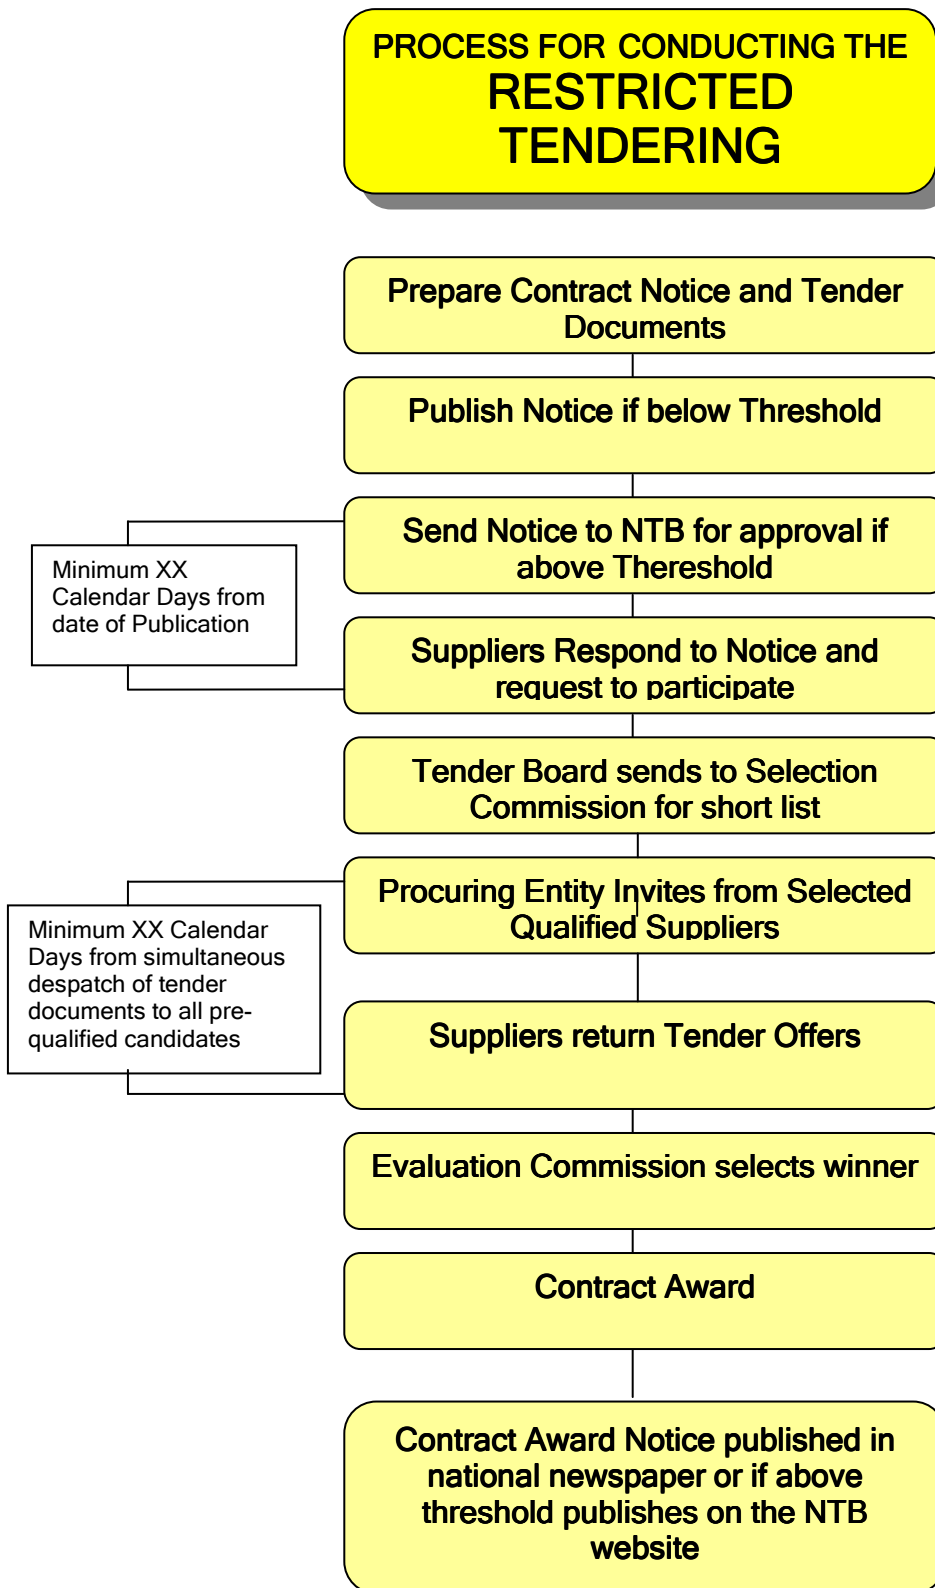 PROCESS FOR CONDUCTING THE
RESTRICTED
TENDERING
Prepare Contract Notice and Tender
Documents
Publish Notice if below Threshold
Send Notice to NTB for approval if
above Thereshold
Minimum XX
Calendar Days from
date of Publication
Suppliers Respond to Notice and
request to participate
Tender Board sends to Selection
Commission for short list
Procuring Entity Invites from Selected
Qualified Suppliers
Minimum XX Calendar
Days from simultaneous
despatch of tender
documents to all pre-
qualified candidates
Suppliers return Tender Offers
Evaluation Commission selects winner
Contract Award
Contract Award Notice published in
national newspaper or if above
threshold publishes on the NTB
website